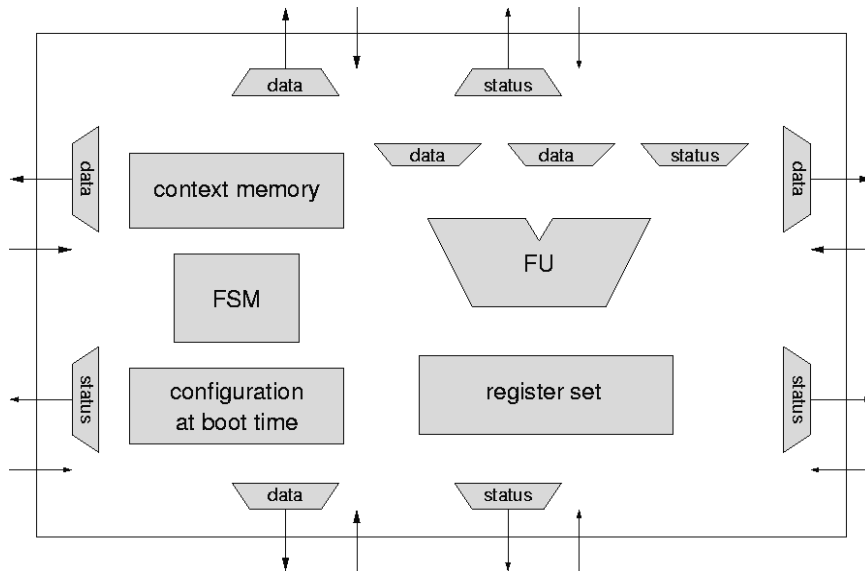 data
status
data
data
status
data
data
context memory
FU
FSM
status
configuration
at boot time
register set
status
data
status